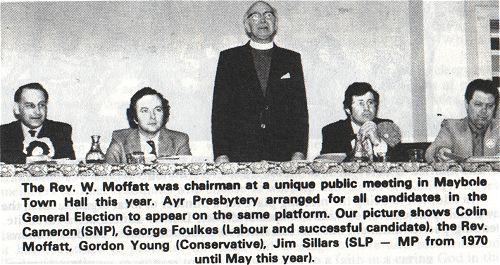 The Rev. W. Moffatt was chairman at a unique public meeting in Maybole
Town Hall this year. Ayr Presbytery arranged for all candidates in the
General Election to appear on the same platform. Our picture shows Colin
Cameron (SNP), George Foulkes (Labour and successful candidate), the Rev.
Moffatt, Gordon Young (Conservative), Jim Sillars (SLP — MP from 1970
until May this year).